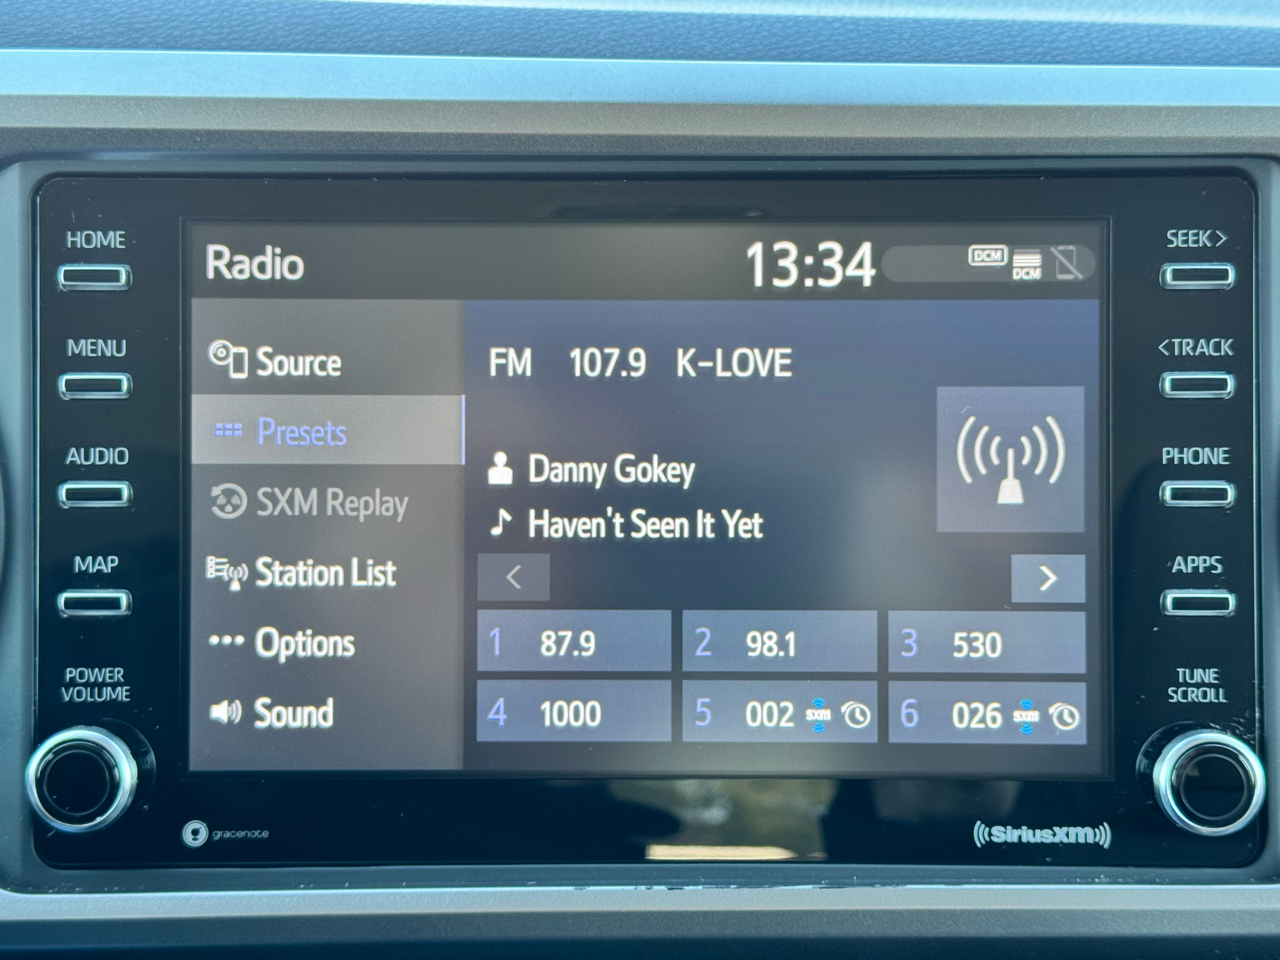 HOME
MENU
AUDIO
MAP
POWER
VOLUME
Radio
13:34
DCM
DCM
Source
Presets
SXM Replay
Station List
Options
Sound
FM 107.9 K-LOVE
Danny Gokey
Haven't Seen It Yet
< >
1 87.9
2 98.1
3 530
4 1000
5 002 sxm
6 026 sxm
SEEK>
<TRACK
PHONE
APPS
TUNE
SCROLL
gracenote
SiriusXM